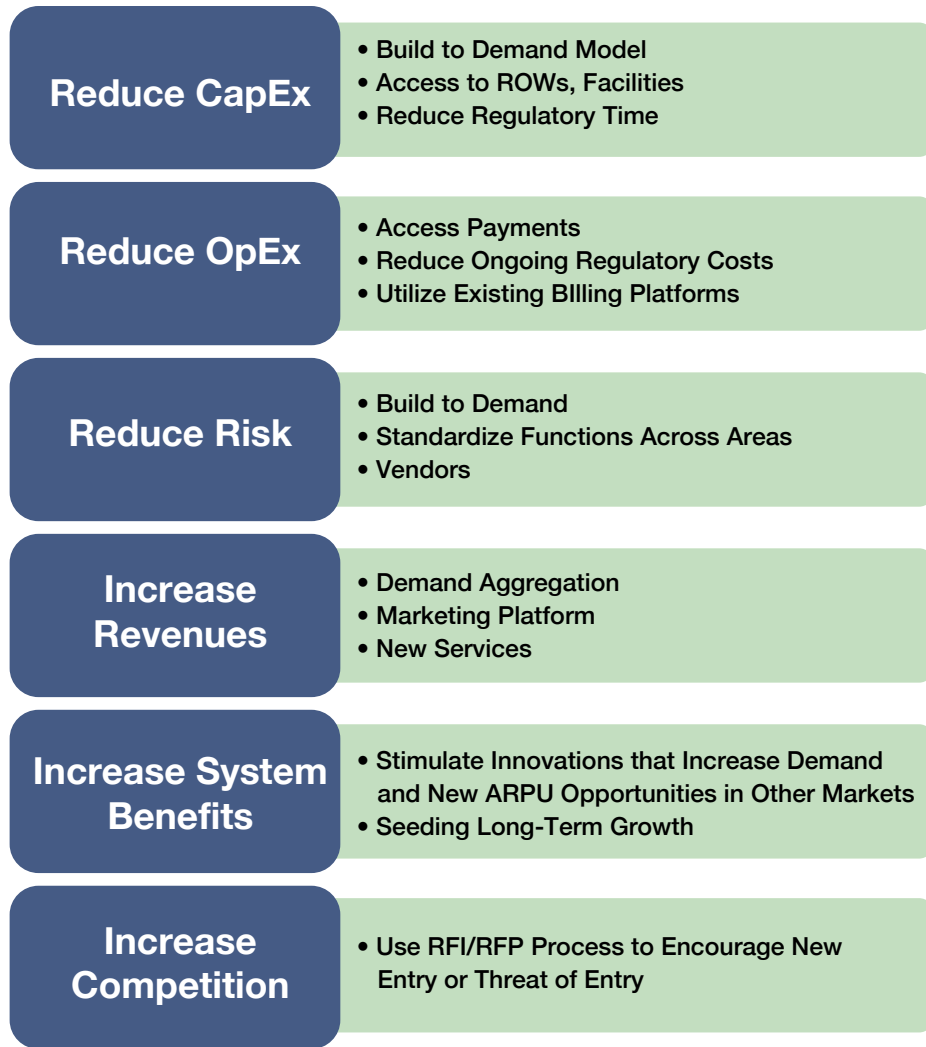 Reduce CapEx
• Build to Demand Model
• Access to ROWs, Facilities
• Reduce Regulatory Time
Reduce OpEx
• Access Payments
• Reduce Ongoing Regulatory Costs
• Utilize Existing BIlling Platforms
Reduce Risk
• Build to Demand
• Standardize Functions Across Areas
• Vendors
Increase
Revenues
• Demand Aggregation
• Marketing Platform
• New Services
Increase System
Benefits
• Stimulate Innovations that Increase Demand
and New ARPU Opportunities in Other Markets
• Seeding Long-Term Growth
Increase
Competition
• Use RFI/RFP Process to Encourage New
Entry or Threat of Entry